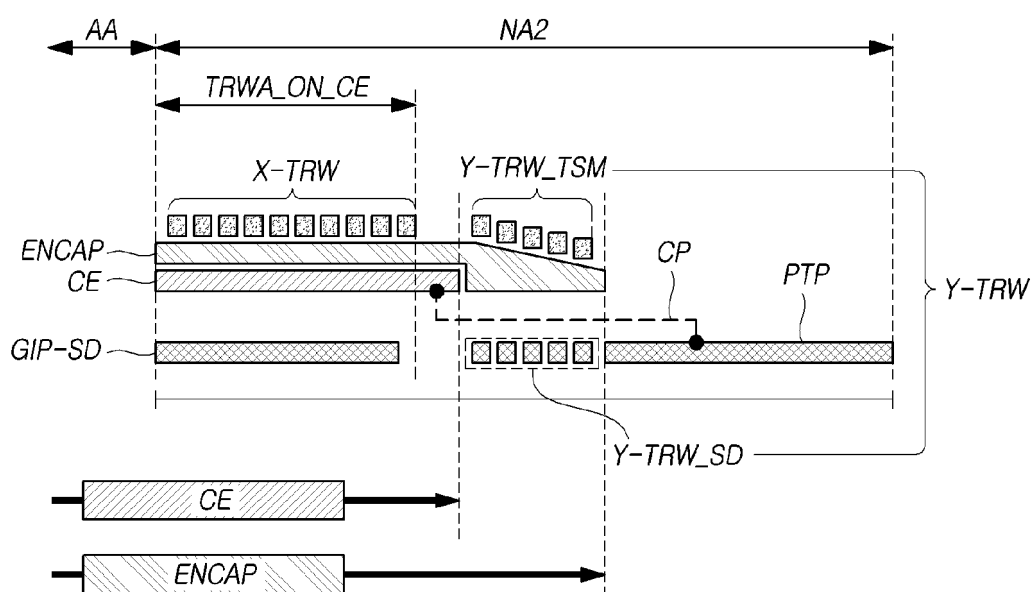 AA
NA2
TRWA_ON_CE
X-TRW
Y-TRW_TSM
ENCAP
CE
CP
PTP
Y-TRW
GIP-SD
Y-TRW_SD
CE
ENCAP